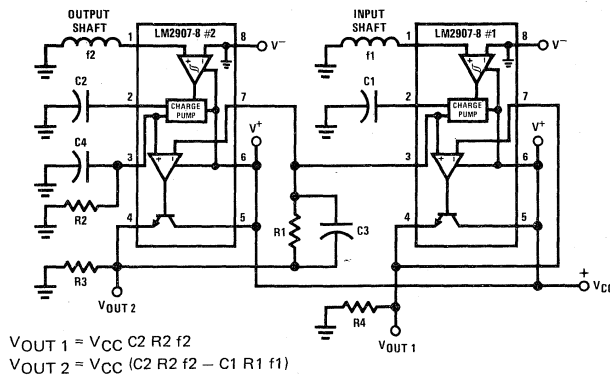 OUTPUT SHAFT
f2
LM2907-8 #2
INPUT SHAFT
f1
LM2907-8 #1
1
8
V−
1
8
V−
C2
2
CHARGE PUMP
7
C1
2
CHARGE PUMP
7
C4
3
V+
6
3
V+
6
R2
4
5
R1
C3
4
5
R3
VOUT 2
R4
VOUT 1
+
VCC
VOUT 1 = VCC C2 R2 f2
VOUT 2 = VCC (C2 R2 f2 – C1 R1 f1)